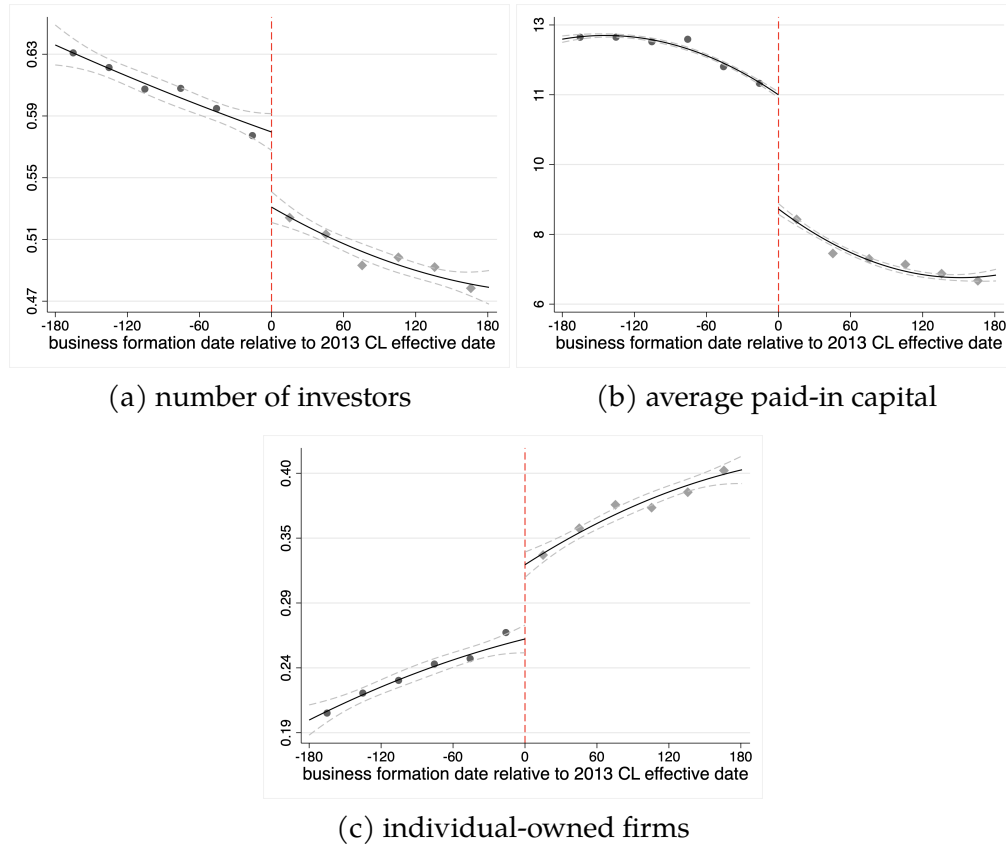 0.63
0.59
0.55
0.51
0.47
-180 -120 -60 0 60 120 180
business formation date relative to 2013 CL effective date
(a) number of investors
13
11
10
8
6
-180 -120 -60 0 60 120 180
business formation date relative to 2013 CL effective date
(b) average paid-in capital
0.40
0.35
0.29
0.24
0.19
-180 -120 -60 0 60 120 180
business formation date relative to 2013 CL effective date
(c) individual-owned firms